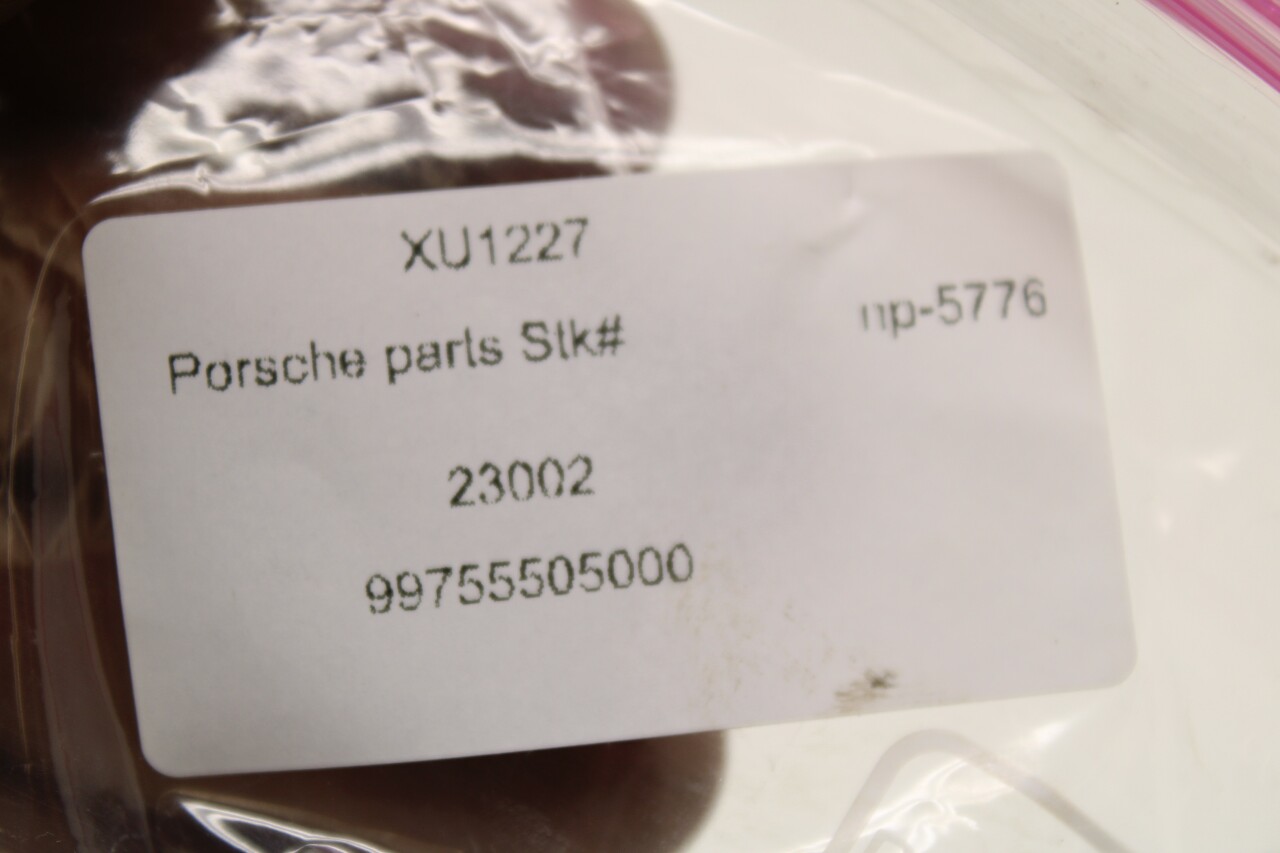 XU1227
np-5776
Porsche parts Stk#
23002
99755505000